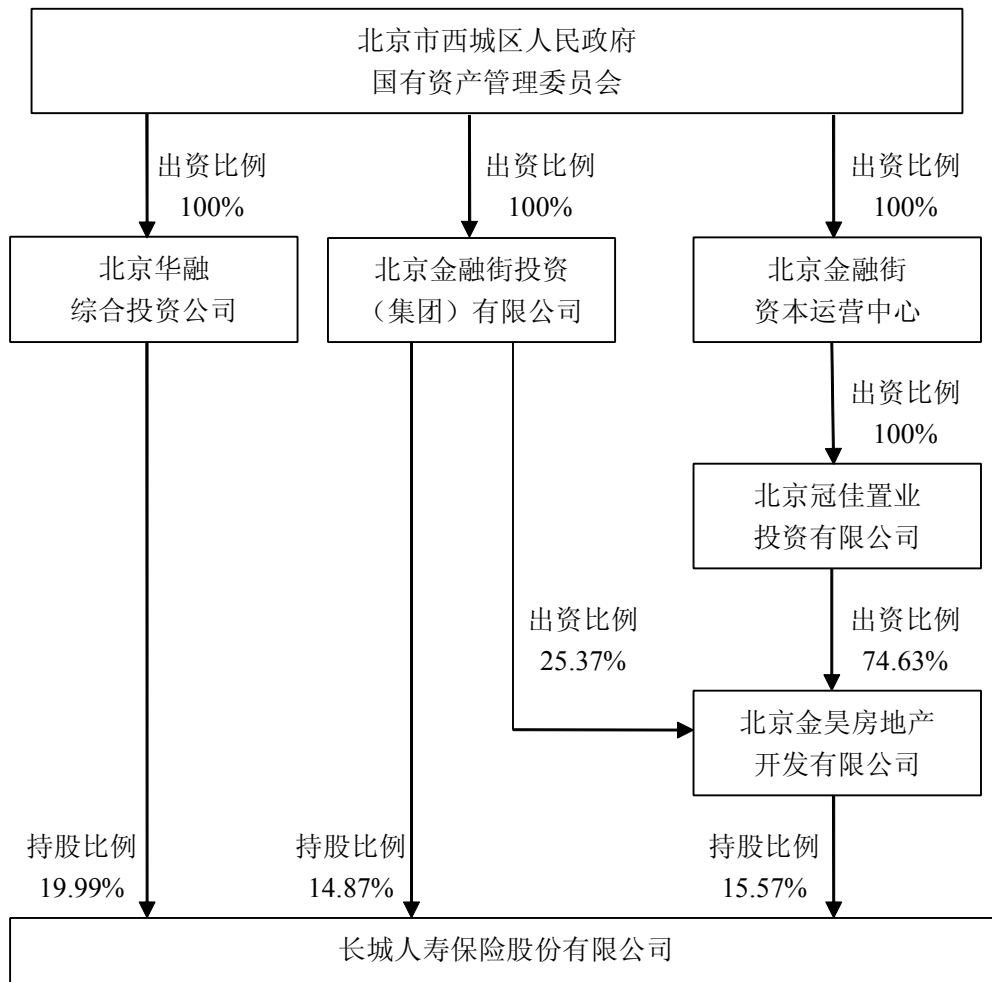 北京市西城区人民政府
国有资产管理委员会
出资比例
100%
出资比例
100%
出资比例
100%
北京华融
综合投资公司
北京金融街投资
（集团）有限公司
北京金融街
资本运营中心
出资比例
100%
北京冠佳置业
投资有限公司
出资比例
25.37%
出资比例
74.63%
北京金昊房地产
开发有限公司
持股比例
19.99%
持股比例
14.87%
持股比例
15.57%
长城人寿保险股份有限公司